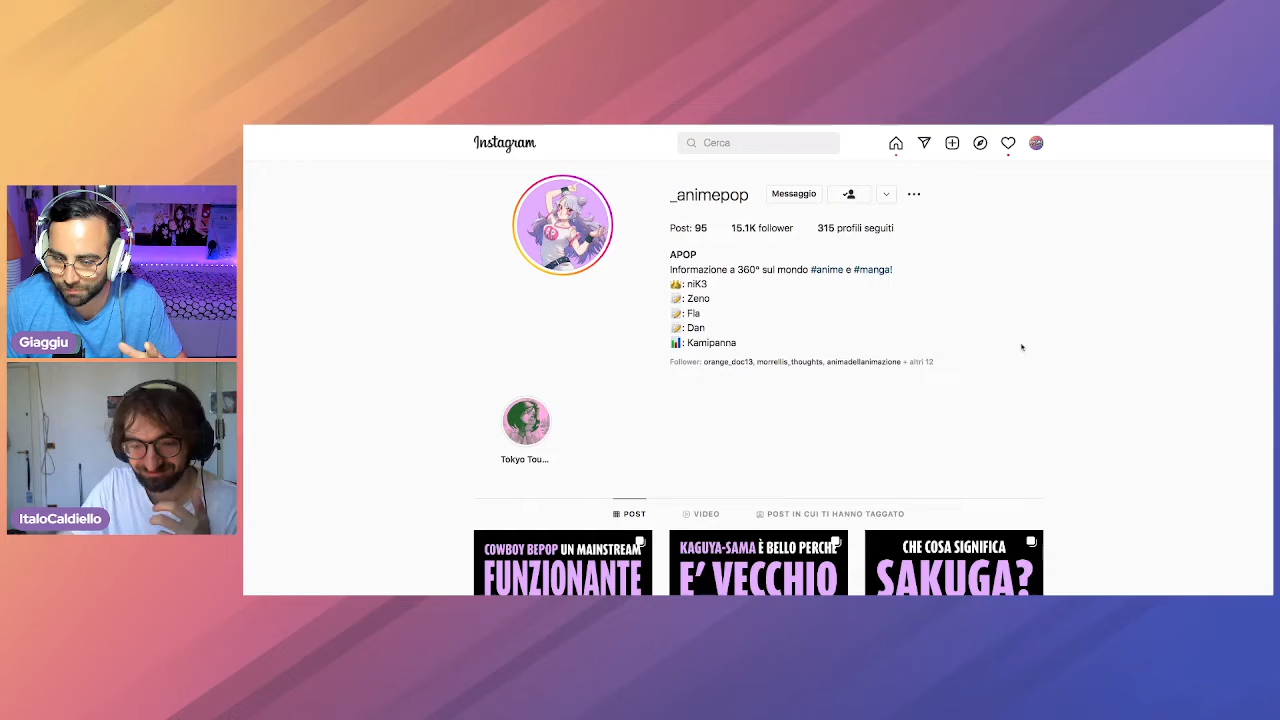 Instagram
Cerca
_animepop
Messaggio
Post: 95 15.1K follower 315 profili seguiti
APOP
Informazione a 360° sul mondo #anime e #manga!
: niK3
: Zeno
: Fla
: Dan
: Kamipanna
Follower: orange_doc13, morrellis_thoughts, animadellanimazione + altri 12
Giaggiu
ItaloCaldiello
Tokyo Tou...
POST
VIDEO
POST IN CUI TI HANNO TAGGATO
COWBOY BEPOP UN MAINSTREAM
FUNZIONANTE
KAGUYA-SAMA È BELLO PERCHÉ
E' VECCHIO
CHE COSA SIGNIFICA
SAKUGA?